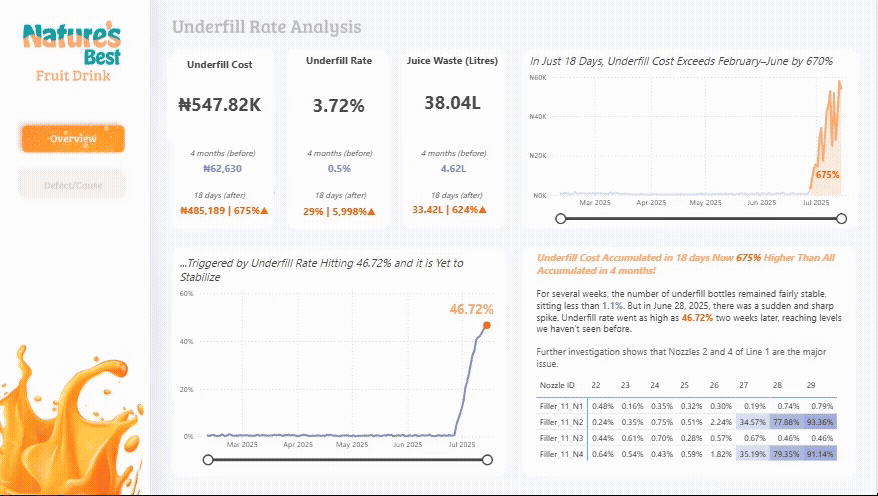 Nature's
Best
Fruit Drink
Overview
Defect/Cause
Underfill Rate Analysis
Underfill Cost
₦547.82K
4 months (before)
₦62,630
18 days (after)
₦485,189 | 675%▲
Underfill Rate
3.72%
4 months (before)
0.5%
18 days (after)
29% | 5,998%▲
Juice Waste (Litres)
38.04L
4 months (before)
4.62L
18 days (after)
33.42L | 624%▲
In Just 18 Days, Underfill Cost Exceeds February–June by 670%
₦60K
₦40K
₦20K
₦0K
675%
Mar 2025 Apr 2025 May 2025 Jun 2025 Jul 2025
...Triggered by Underfill Rate Hitting 46.72% and it is Yet to
Stabilize
60%
46.72%
40%
20%
0%
Mar 2025 Apr 2025 May 2025 Jun 2025 Jul 2025
Underfill Cost Accumulated in 18 days Now 675% Higher Than All
Accumulated in 4 months!
For several weeks, the number of underfill bottles remained fairly stable,
sitting less than 1.1%. But in June 28, 2025, there was a sudden and sharp
spike. Underfill rate went as high as 46.72% two weeks later, reaching levels
we haven't seen before.
Further investigation shows that Nozzles 2 and 4 of Line 1 are the major
issue.
Nozzle ID 22 23 24 25 26 27 28 29
Filler_11_N1 0.48% 0.16% 0.35% 0.32% 0.30% 0.19% 0.74% 0.79%
Filler_11_N2 0.24% 0.35% 0.75% 0.51% 2.24% 34.57% 77.88% 93.36%
Filler_11_N3 0.44% 0.61% 0.70% 0.28% 0.57% 0.67% 0.46% 0.46%
Filler_11_N4 0.64% 0.54% 0.43% 0.59% 1.82% 35.19% 79.35% 91.14%